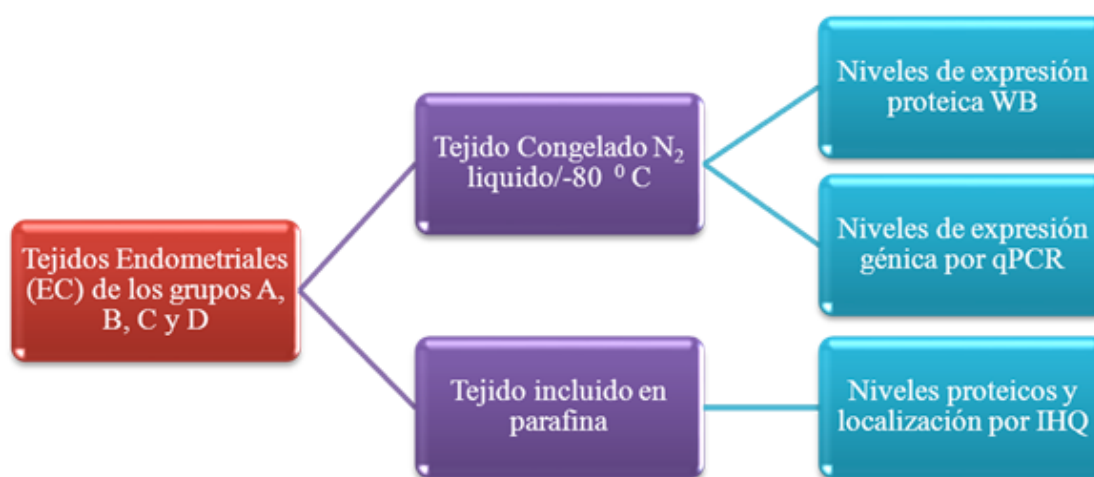 Tejidos Endometriales
(EC) de los grupos A,
B, C y D
Tejido Congelado N₂
liquido/-80 ⁰ C
Tejido incluido en
parafina
Niveles de expresión
proteica WB
Niveles de expresión
génica por qPCR
Niveles proteicos y
localización por IHQ